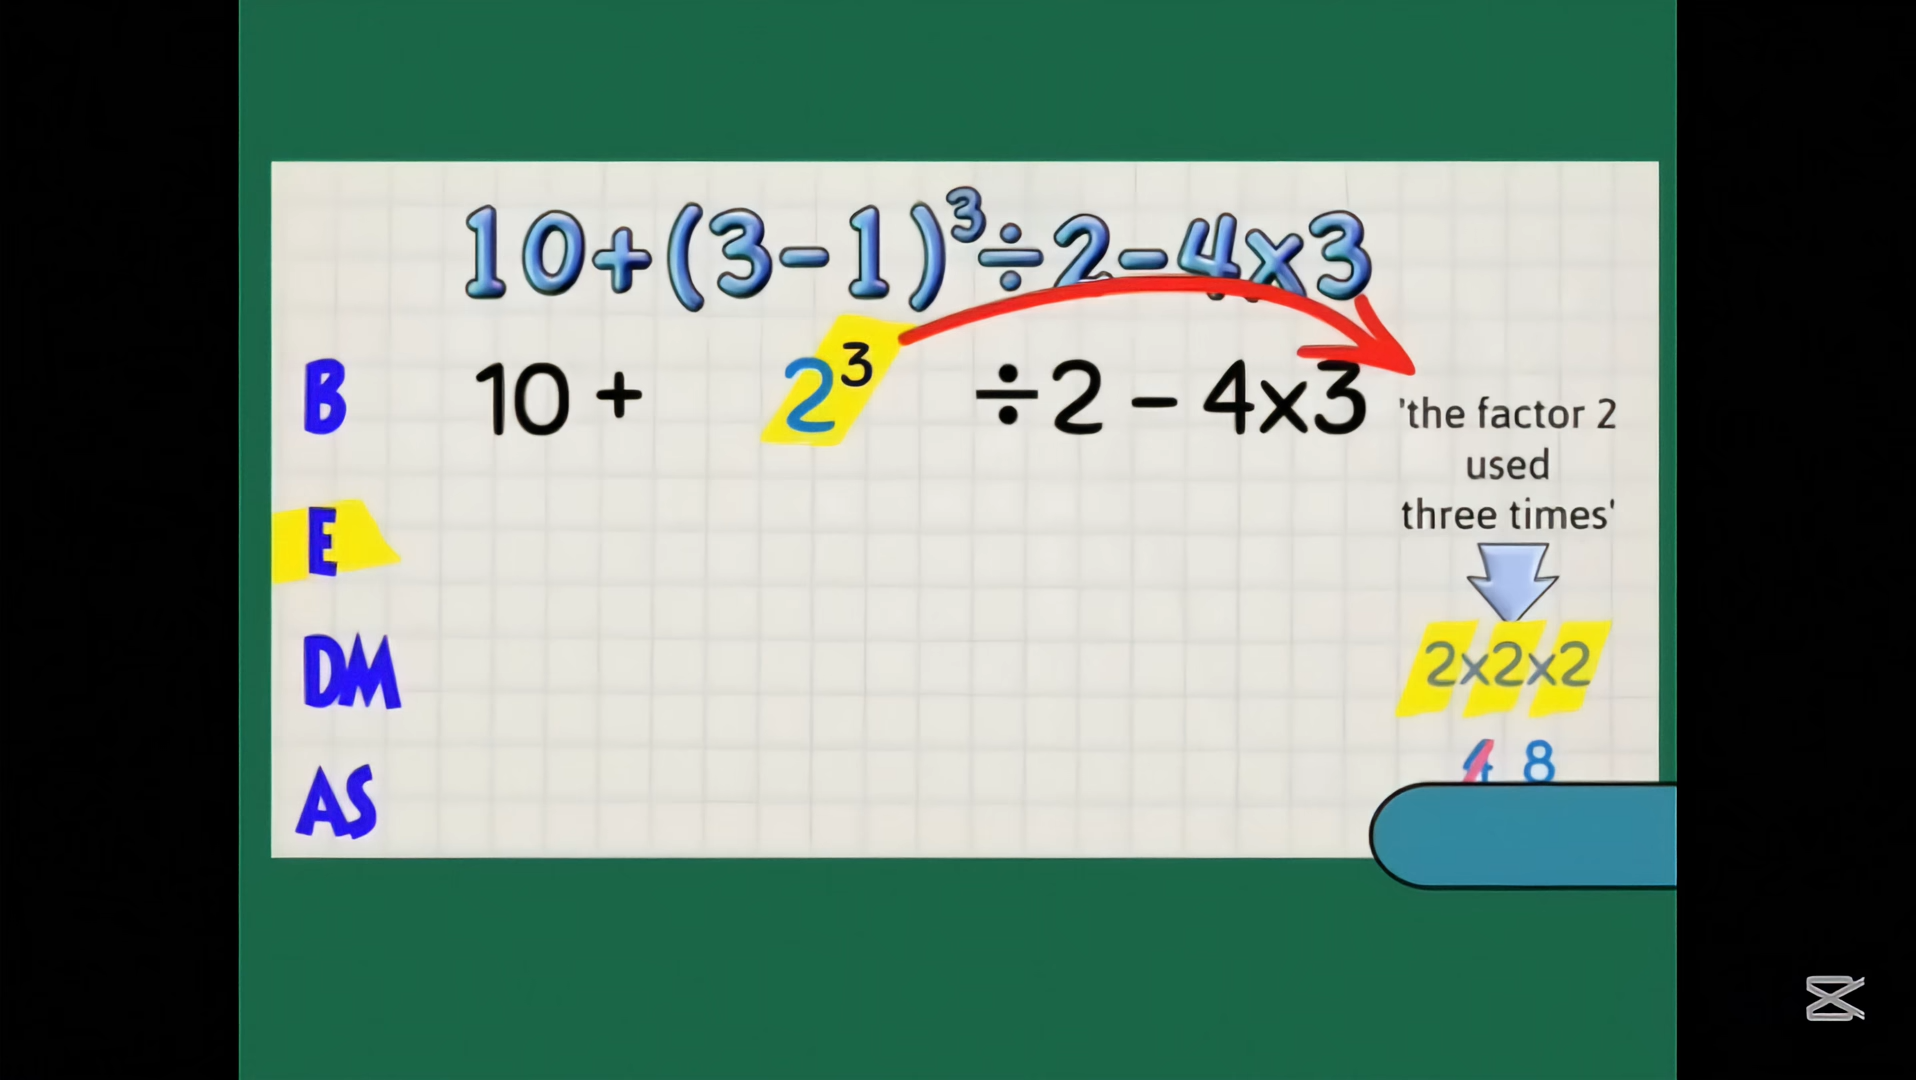 10+(3-1)³÷2-4x3
B 10 + 2³ ÷2 - 4x3
'the factor 2
used
three times'
E
2x2x2
DM
4 8
AS